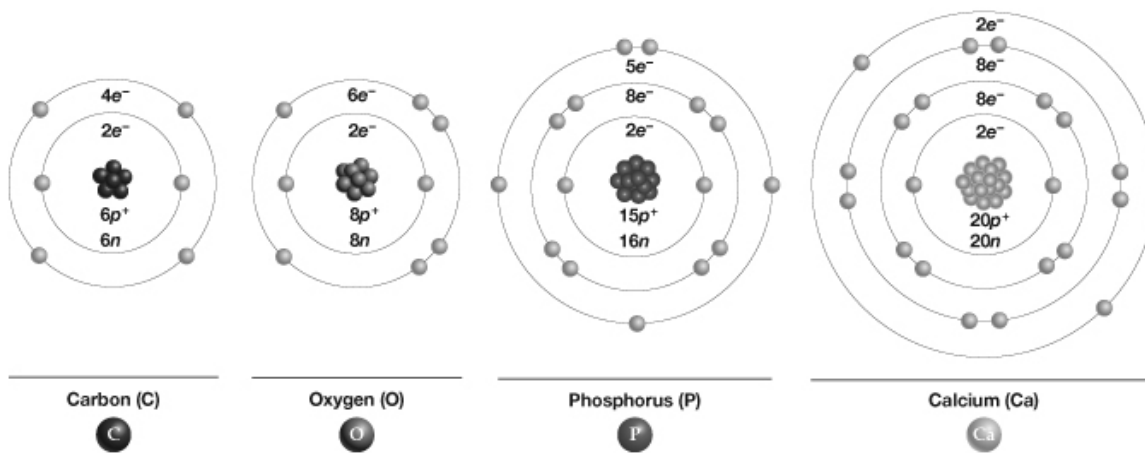 4e⁻
2e⁻
6p⁺
6n
Carbon (C)
C
6e⁻
2e⁻
8p⁺
8n
Oxygen (O)
O
5e⁻
8e⁻
2e⁻
15p⁺
16n
Phosphorus (P)
P
2e⁻
8e⁻
8e⁻
2e⁻
20p⁺
20n
Calcium (Ca)
Ca